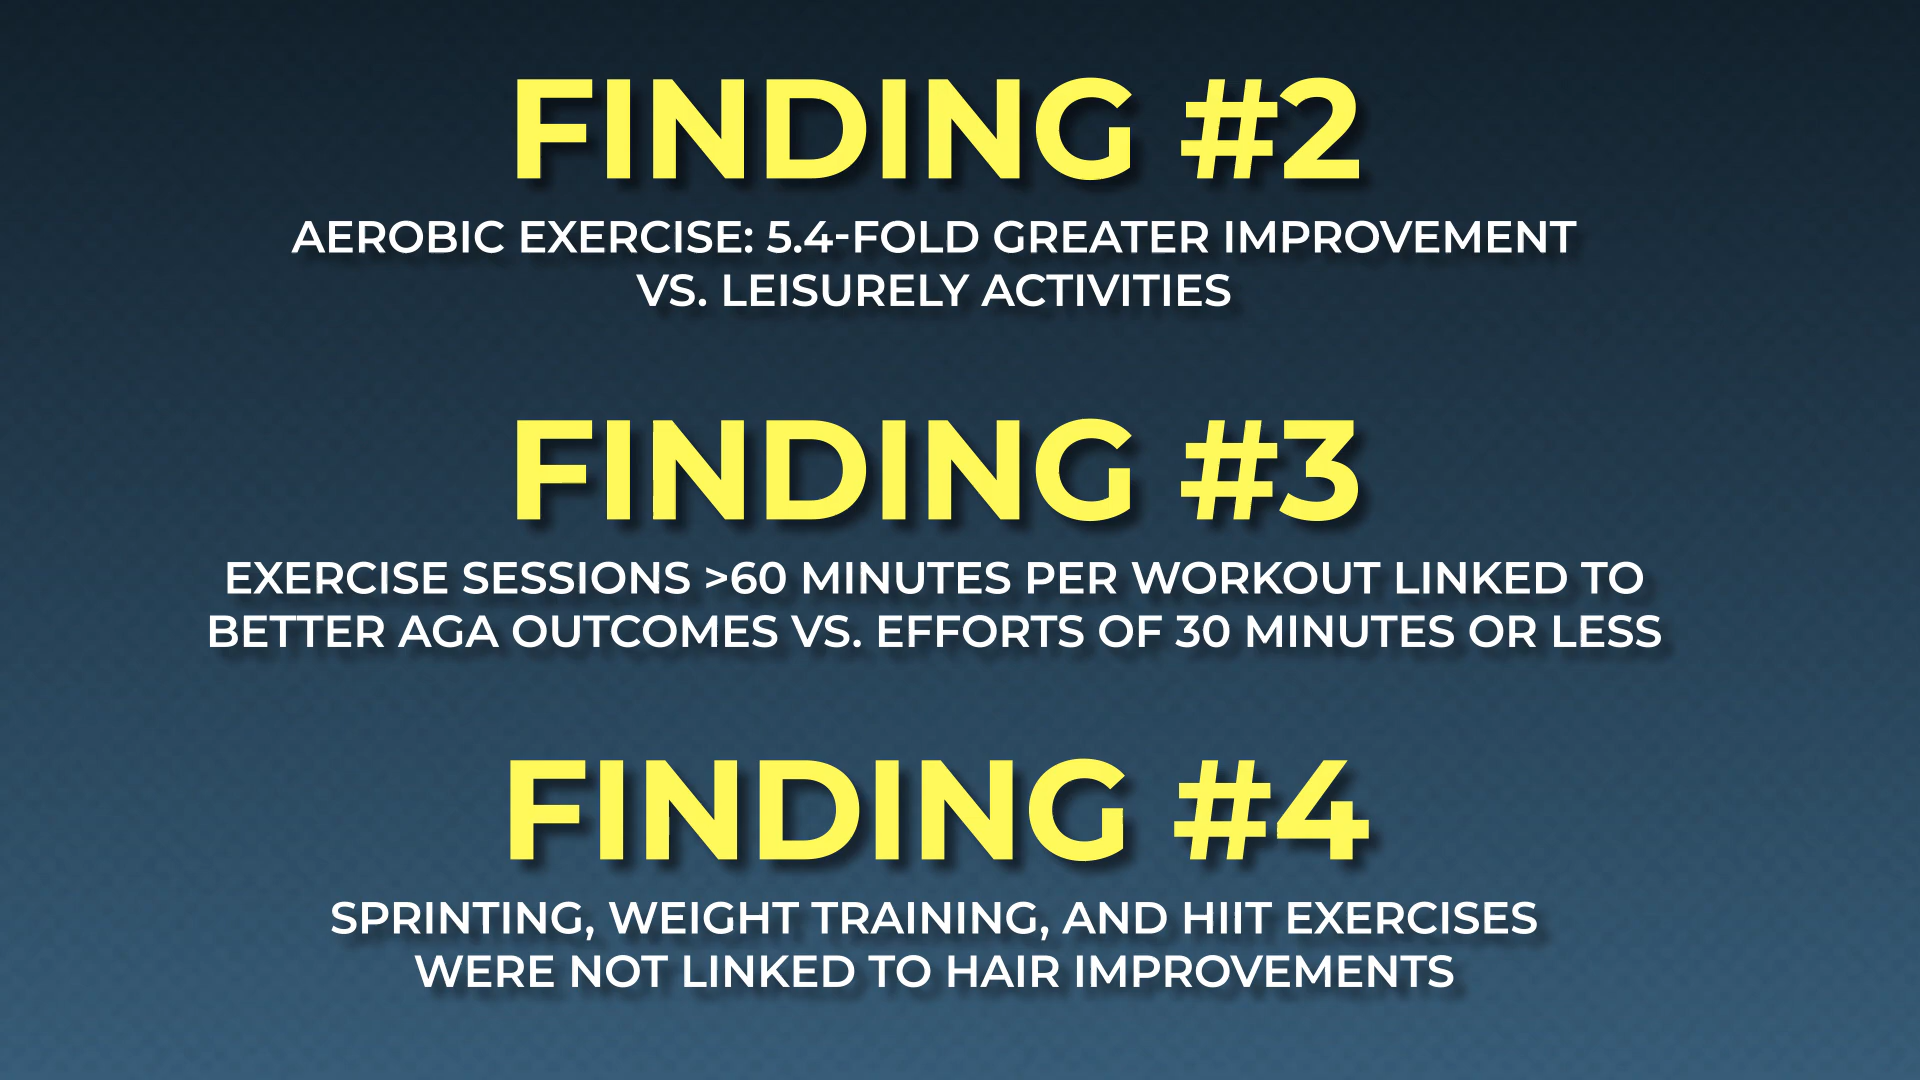 FINDING #2
AEROBIC EXERCISE: 5.4-FOLD GREATER IMPROVEMENT
VS. LEISURELY ACTIVITIES
FINDING #3
EXERCISE SESSIONS >60 MINUTES PER WORKOUT LINKED TO
BETTER AGA OUTCOMES VS. EFFORTS OF 30 MINUTES OR LESS
FINDING #4
SPRINTING, WEIGHT TRAINING, AND HIIT EXERCISES
WERE NOT LINKED TO HAIR IMPROVEMENTS